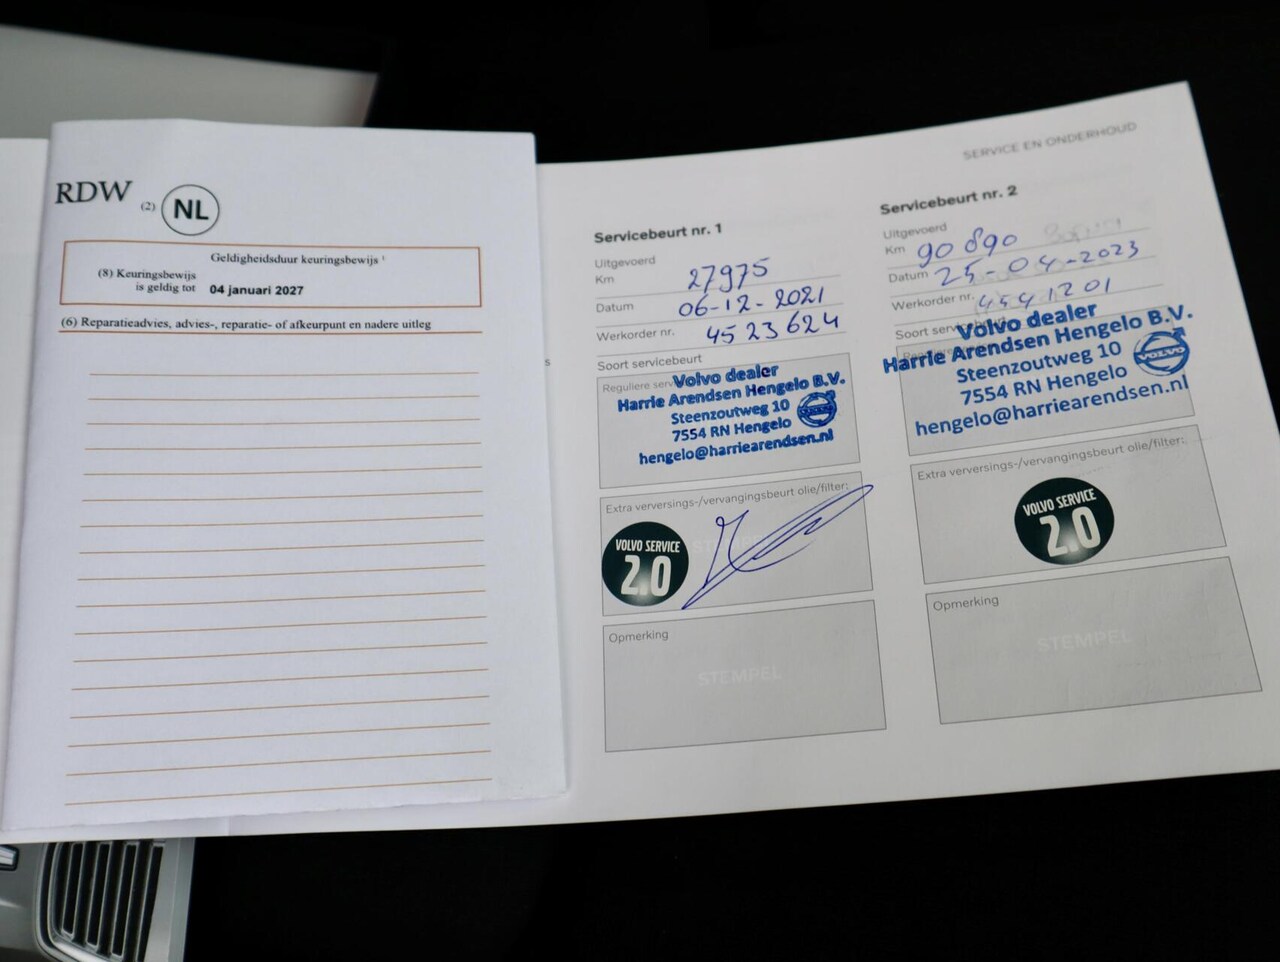 RDW (2) NL
Geldigheidsduur keuringsbewijs ¹
(8) Keuringsbewijs
is geldig tot 04 januari 2027
(6) Reparatieadvies, advies-, reparatie- of afkeurpunt en nadere uitleg
SERVICE EN ONDERHOUD
Servicebeurt nr. 1
Uitgevoerd
Km 27975
Datum 06-12-2021
Werkorder nr. 4523624
Soort servicebeurt
Volvo dealer
Harrie Arendsen Hengelo B.V.
Steenzoutweg 10
7554 RN Hengelo
hengelo@harriearendsen.nl
VOLVO
Extra verversings-/vervangingsbeurt olie/filter:
VOLVO SERVICE
2.0
Opmerking
STEMPEL
Servicebeurt nr. 2
Uitgevoerd
Km 90890
Datum 25-04-2023
Werkorder nr. 4541201
Volvo dealer
Harrie Arendsen Hengelo B.V.
Steenzoutweg 10
7554 RN Hengelo
hengelo@harriearendsen.nl
VOLVO
Extra verversings-/vervangingsbeurt olie/filter:
VOLVO SERVICE
2.0
Opmerking
STEMPEL